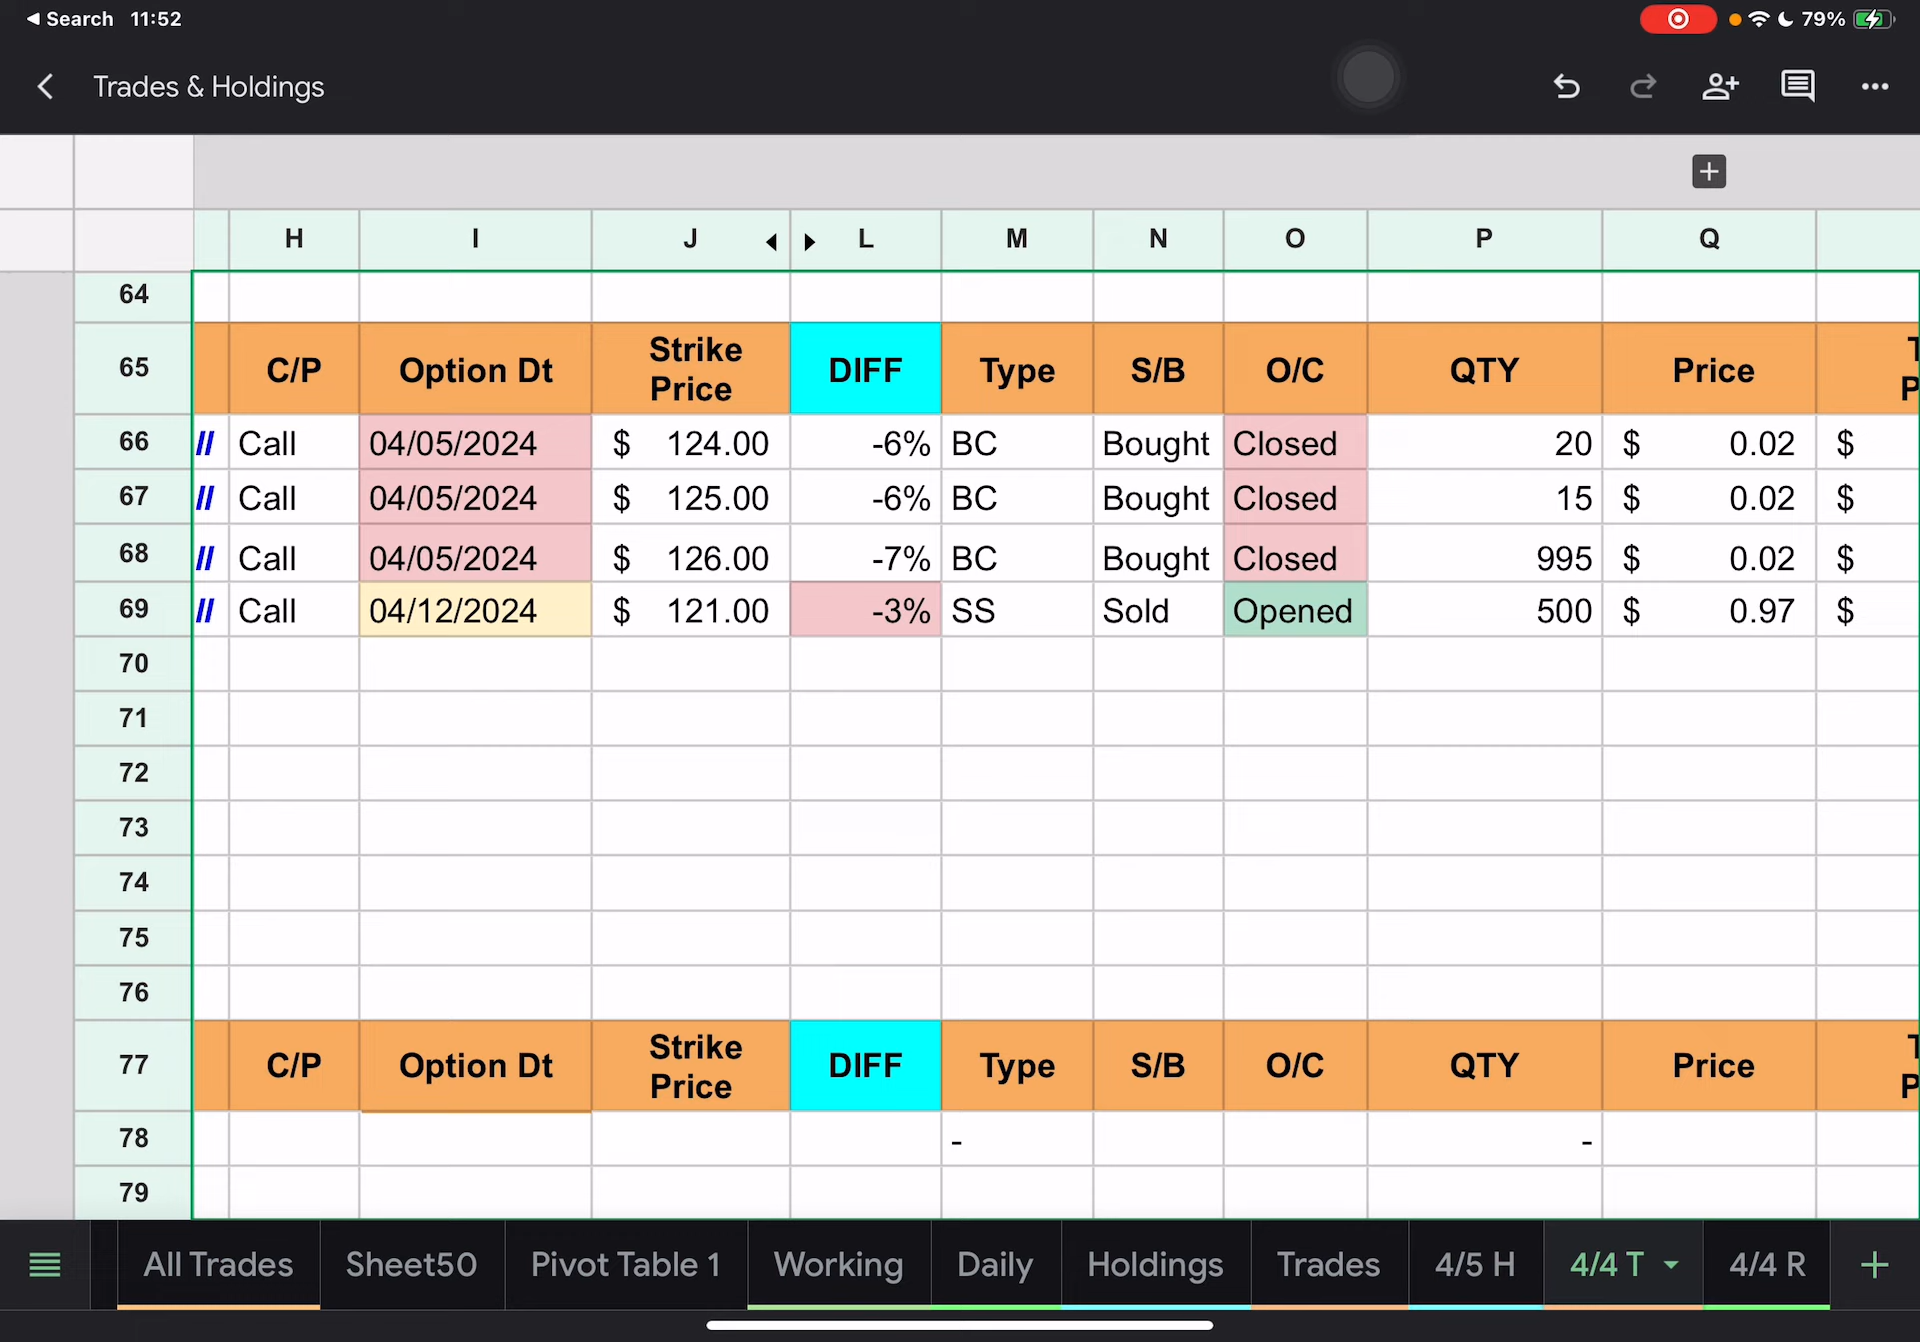 Search 11:52 79%
Trades & Holdings
H I J L M N O P Q
64
65 C/P Option Dt Strike Price DIFF Type S/B O/C QTY Price T P
66 // Call 04/05/2024 $ 124.00 -6% BC Bought Closed 20 $ 0.02 $
67 // Call 04/05/2024 $ 125.00 -6% BC Bought Closed 15 $ 0.02 $
68 // Call 04/05/2024 $ 126.00 -7% BC Bought Closed 995 $ 0.02 $
69 // Call 04/12/2024 $ 121.00 -3% SS Sold Opened 500 $ 0.97 $
70
71
72
73
74
75
76
77 C/P Option Dt Strike Price DIFF Type S/B O/C QTY Price T P
78 - -
79
All Trades Sheet50 Pivot Table 1 Working Daily Holdings Trades 4/5 H 4/4 T 4/4 R